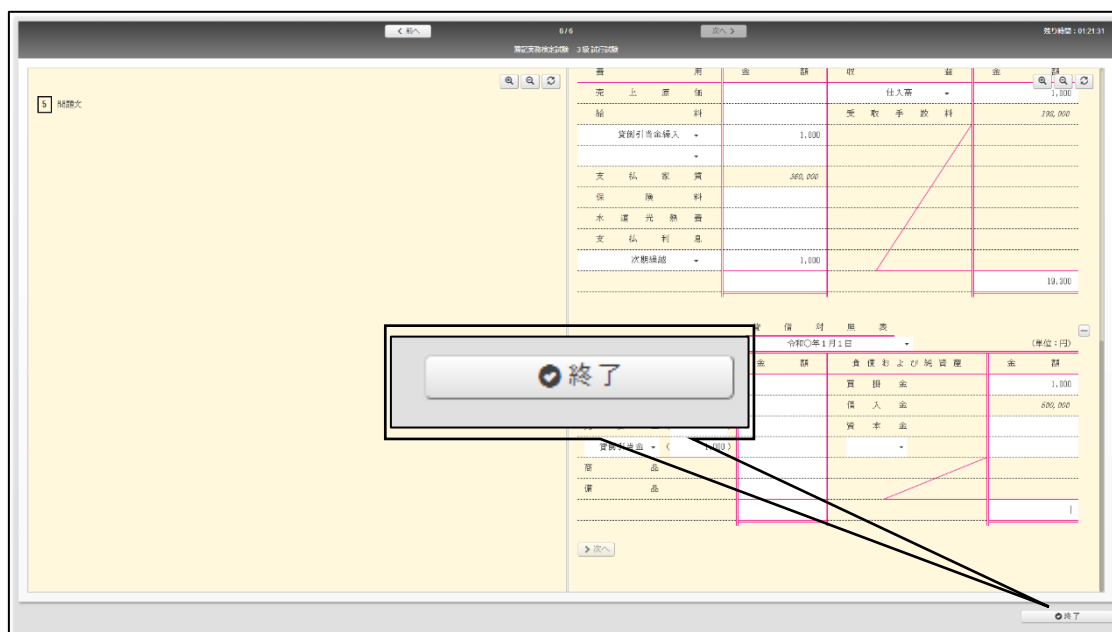 前へ 6/6 次へ 残り時間:01:21:31
簿記実務検定試験 3級 試行試験
5 問題文
費用 金額 収益 金額
売上原価 仕入高 1,000
給料 受取手数料 198,000
貸倒引当金繰入 1,000
支払家賃 360,000
保険料
水道光熱費
支払利息
次期繰越 1,000
19,300
貸借対照表
令和〇年1月1日 (単位:円)
金額 負債および純資産 金額
買掛金 1,000
借入金 600,000
資本金
貸倒引当金 ( 1,000 )
商品
備品
次へ
終了
終了